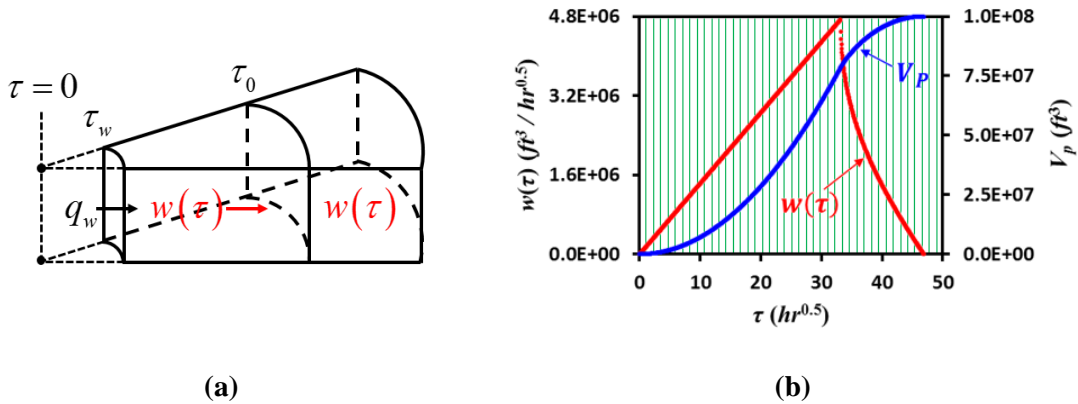 τ = 0
τ_w
τ_0
q_w
w(τ)
w(τ)
(a)
w(τ) (ft³ / hr^0.5)
4.8E+06
3.2E+06
1.6E+06
0.0E+00
V_P
w(τ)
1.0E+08
7.5E+07
5.0E+07
2.5E+07
0.0E+00
V_p (ft³)
0 10 20 30 40 50
τ (hr^0.5)
(b)